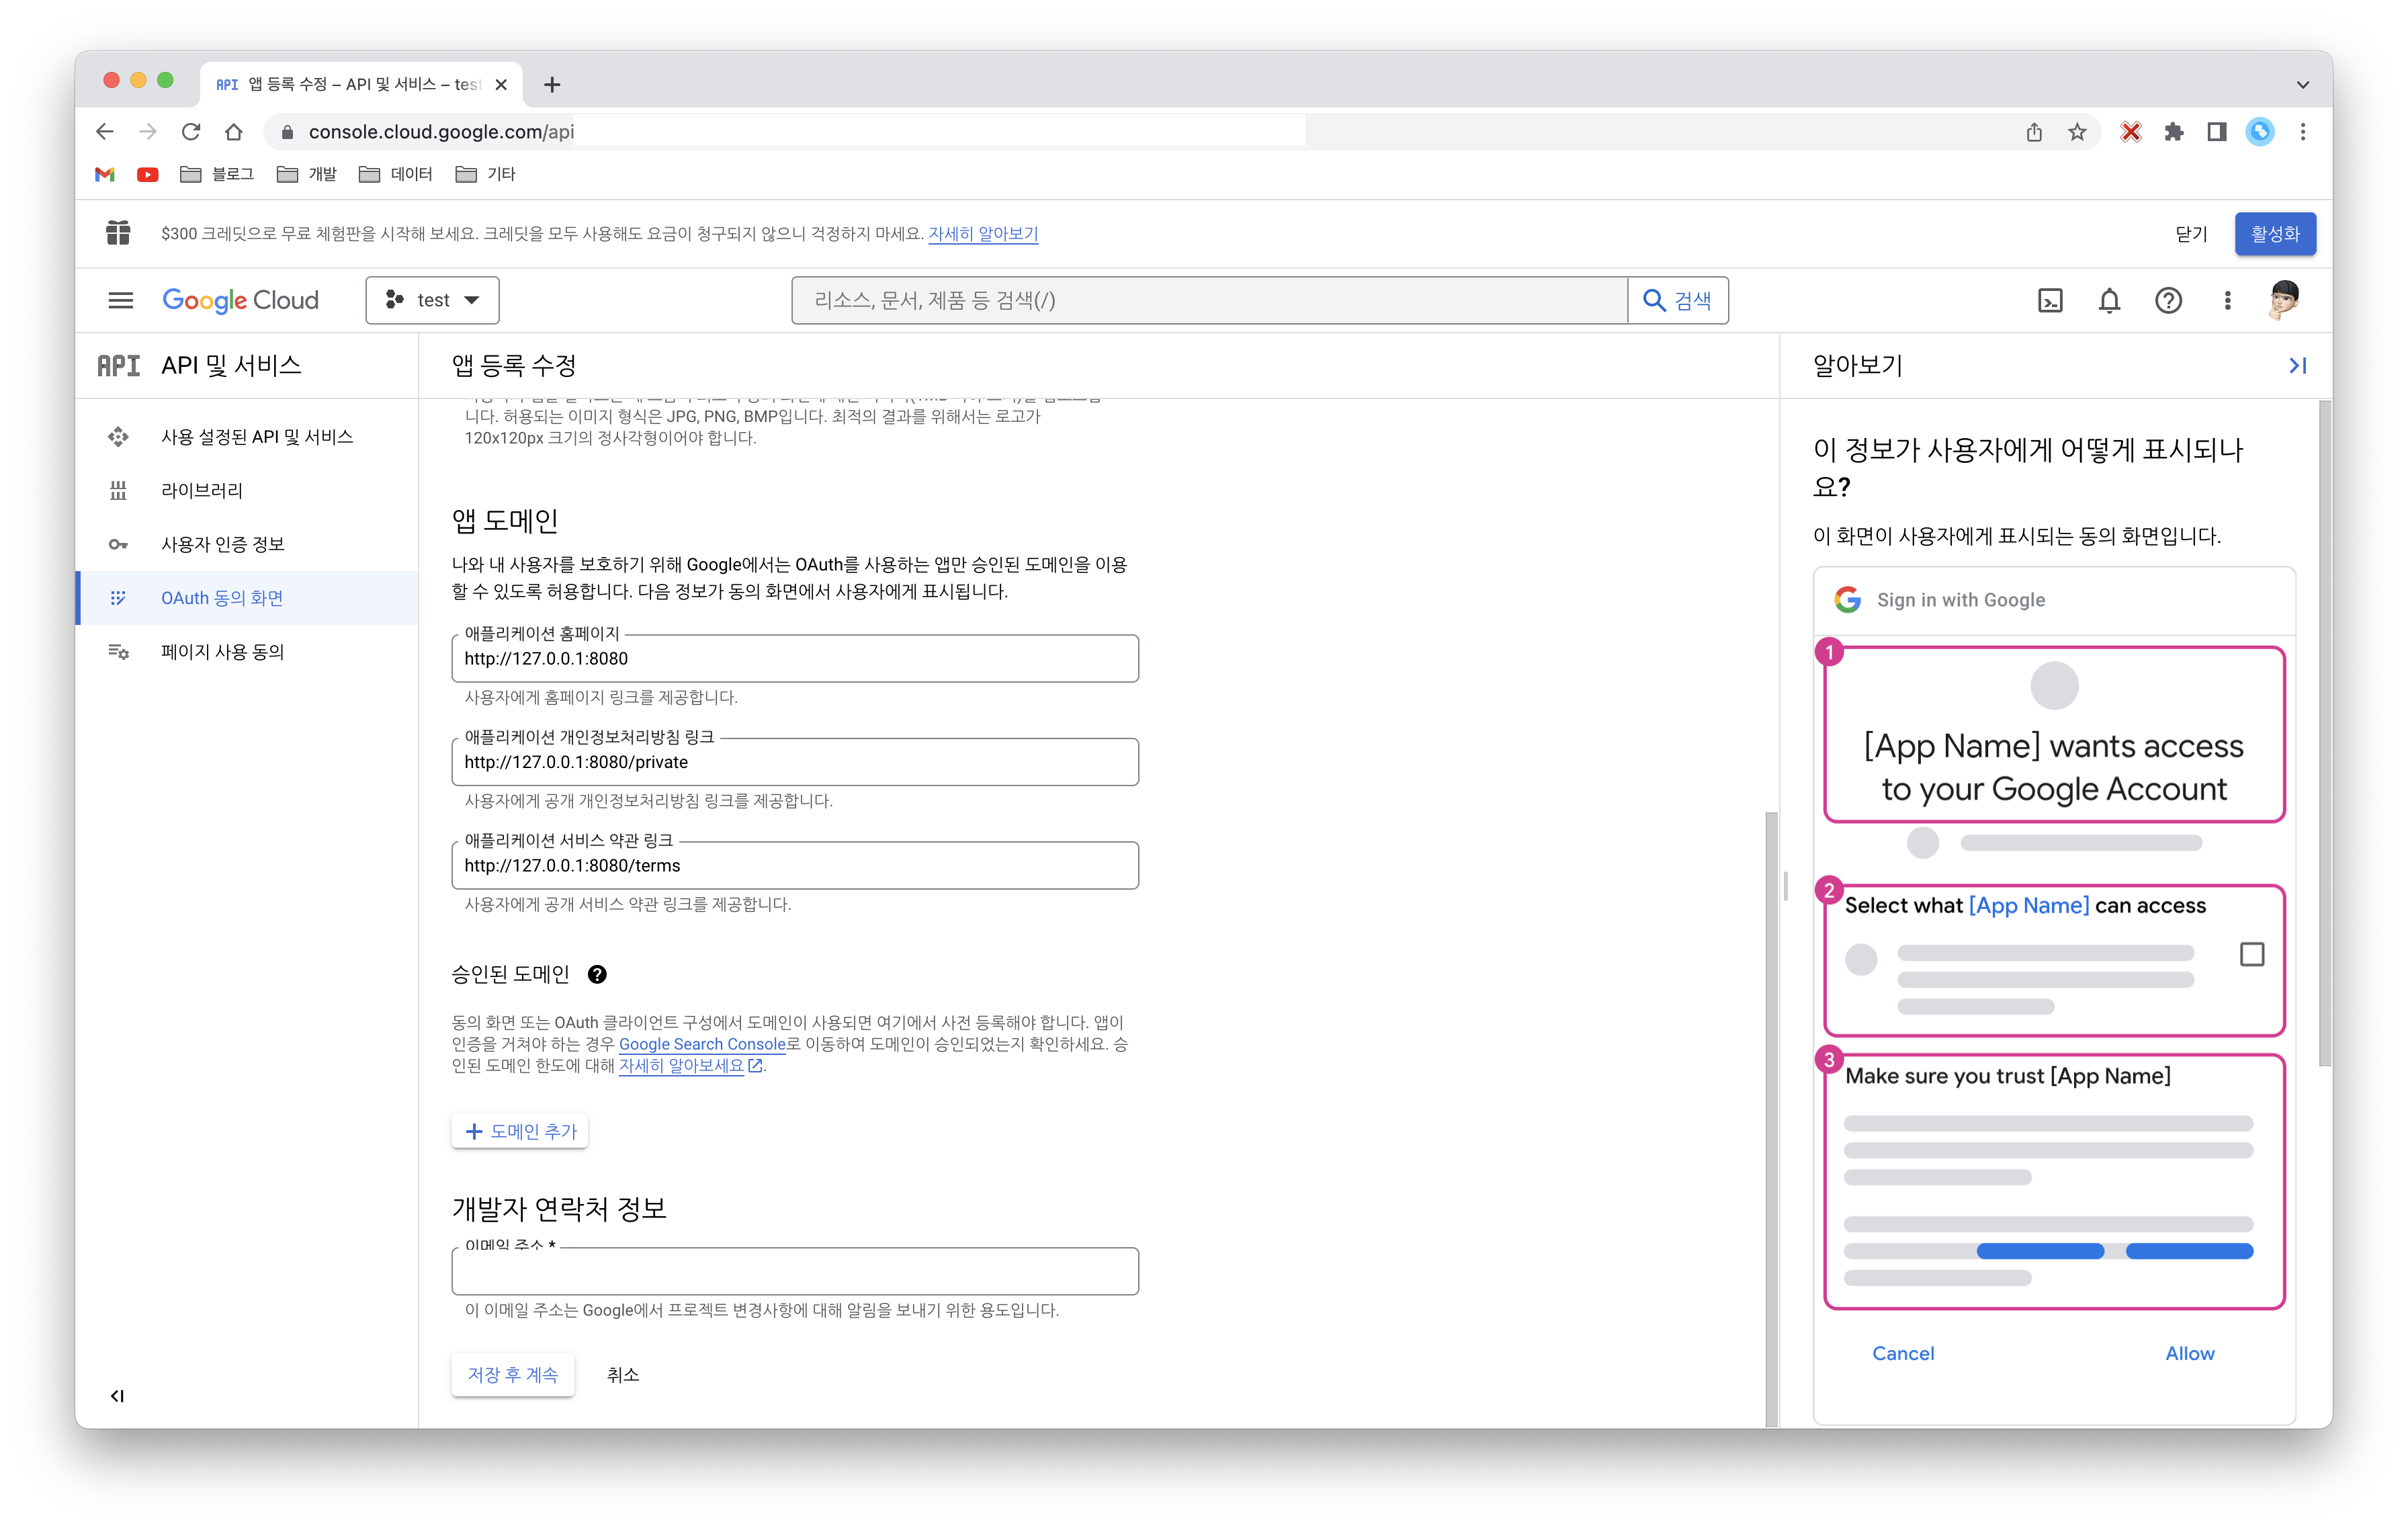 API 앱 등록 수정 – API 및 서비스 – test
console.cloud.google.com/api
블로그 개발 데이터 기타
$300 크레딧으로 무료 체험판을 시작해 보세요. 크레딧을 모두 사용해도 요금이 청구되지 않으니 걱정하지 마세요. 자세히 알아보기 닫기 활성화
Google Cloud test 리소스, 문서, 제품 등 검색(/) 검색
API API 및 서비스
사용 설정된 API 및 서비스
라이브러리
사용자 인증 정보
OAuth 동의 화면
페이지 사용 동의
앱 등록 수정
니다. 허용되는 이미지 형식은 JPG, PNG, BMP입니다. 최적의 결과를 위해서는 로고가
120x120px 크기의 정사각형이어야 합니다.
앱 도메인
나와 내 사용자를 보호하기 위해 Google에서는 OAuth를 사용하는 앱만 승인된 도메인을 이용
할 수 있도록 허용합니다. 다음 정보가 동의 화면에서 사용자에게 표시됩니다.
애플리케이션 홈페이지
http://127.0.0.1:8080
사용자에게 홈페이지 링크를 제공합니다.
애플리케이션 개인정보처리방침 링크
http://127.0.0.1:8080/private
사용자에게 공개 개인정보처리방침 링크를 제공합니다.
애플리케이션 서비스 약관 링크
http://127.0.0.1:8080/terms
사용자에게 공개 서비스 약관 링크를 제공합니다.
승인된 도메인 ?
동의 화면 또는 OAuth 클라이언트 구성에서 도메인이 사용되면 여기에서 사전 등록해야 합니다. 앱이
인증을 거쳐야 하는 경우 Google Search Console로 이동하여 도메인이 승인되었는지 확인하세요. 승
인된 도메인 한도에 대해 자세히 알아보세요.
+ 도메인 추가
개발자 연락처 정보
이메일 주소 *
이 이메일 주소는 Google에서 프로젝트 변경사항에 대해 알림을 보내기 위한 용도입니다.
저장 후 계속 취소
알아보기
이 정보가 사용자에게 어떻게 표시되나
요?
이 화면이 사용자에게 표시되는 동의 화면입니다.
Sign in with Google
1
[App Name] wants access
to your Google Account
2
Select what [App Name] can access
3
Make sure you trust [App Name]
Cancel Allow